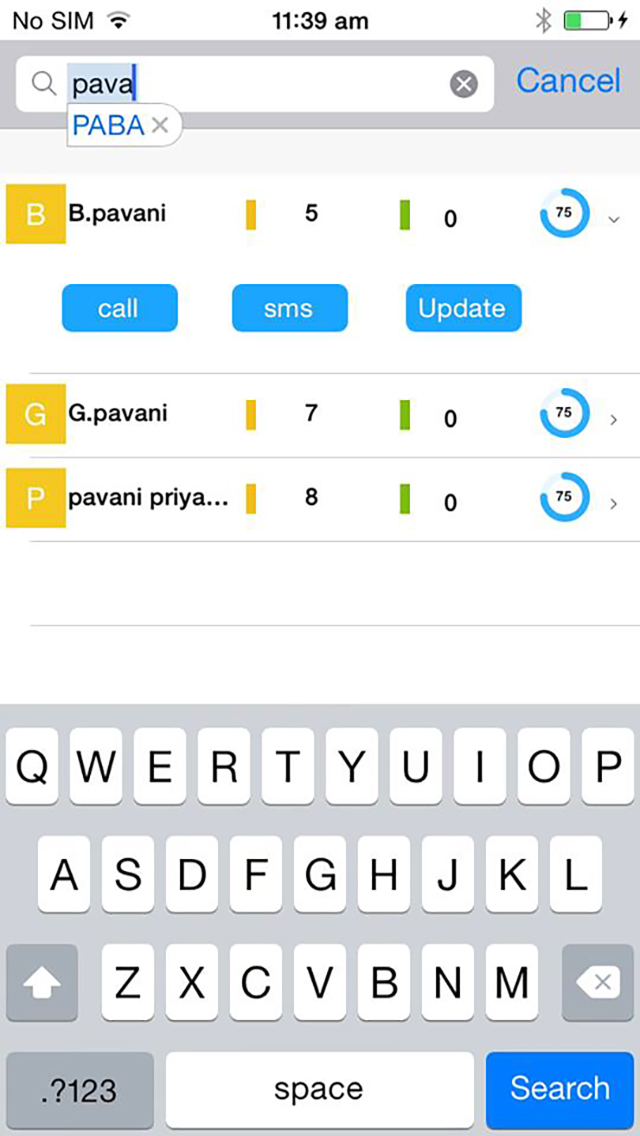 No SIM 11:39 am
pava Cancel
PABA
B B.pavani 5 0 75
call sms Update
G G.pavani 7 0 75
P pavani priya... 8 0 75
Q W E R T Y U I O P
A S D F G H J K L
Z X C V B N M
.?123 space Search